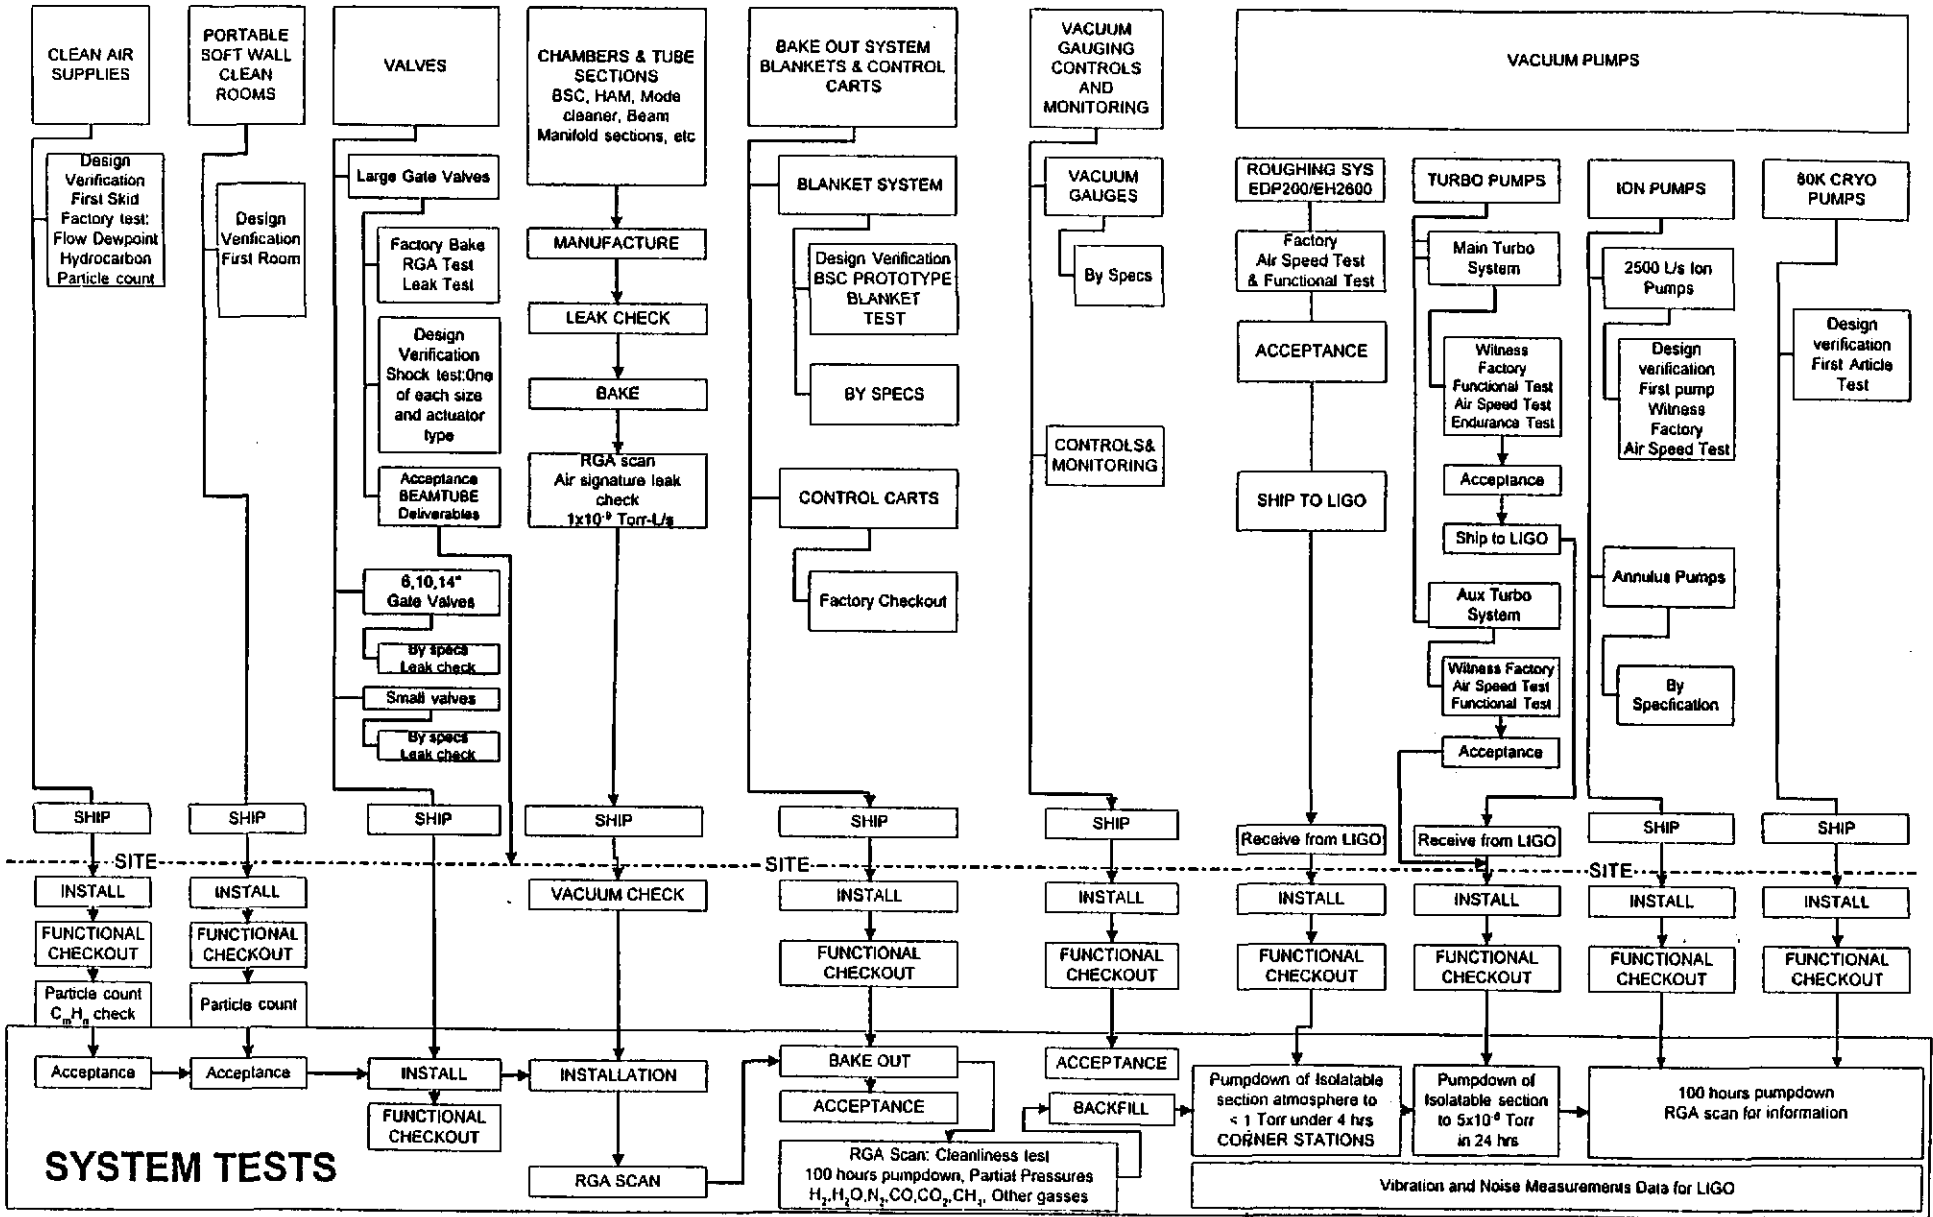 CLEAN AIR
SUPPLIES
Design
Verification
First Skid
Factory test:
Flow Dewpoint
Hydrocarbon
Particle count
SHIP
INSTALL
FUNCTIONAL
CHECKOUT
Particle count
CmHn check
Acceptance
PORTABLE
SOFT WALL
CLEAN
ROOMS
Design
Verification
First Room
SHIP
INSTALL
FUNCTIONAL
CHECKOUT
Particle count
Acceptance
VALVES
Large Gate Valves
Factory Bake
RGA Test
Leak Test
Design
Verification
Shock test:One
of each size
and actuator
type
Acceptance
BEAMTUBE
Deliverables
6,10,14"
Gate Valves
By specs
Leak check
Small valves
By specs
Leak check
SHIP
INSTALL
FUNCTIONAL
CHECKOUT
CHAMBERS & TUBE
SECTIONS
BSC, HAM, Mode
cleaner, Beam
Manifold sections, etc
MANUFACTURE
LEAK CHECK
BAKE
RGA scan
Air signature leak
check
1x10⁻⁹ Torr-L/s
SHIP
VACUUM CHECK
INSTALLATION
RGA SCAN
BAKE OUT SYSTEM
BLANKETS & CONTROL
CARTS
BLANKET SYSTEM
Design Verification
BSC PROTOTYPE
BLANKET
TEST
BY SPECS
CONTROL CARTS
Factory Checkout
SHIP
INSTALL
FUNCTIONAL
CHECKOUT
BAKE OUT
ACCEPTANCE
RGA Scan: Cleanliness test
100 hours pumpdown, Partial Pressures
H₂,H₂O,N₂,CO,CO₂,CH₄, Other gasses
VACUUM
GAUGING
CONTROLS
AND
MONITORING
VACUUM
GAUGES
By Specs
CONTROLS&
MONITORING
SHIP
INSTALL
FUNCTIONAL
CHECKOUT
ACCEPTANCE
BACKFILL
VACUUM PUMPS
ROUGHING SYS
EDP200/EH2600
Factory
Air Speed Test
& Functional Test
ACCEPTANCE
SHIP TO LIGO
Receive from LIGO
INSTALL
FUNCTIONAL
CHECKOUT
Pumpdown of Isolatable
section atmosphere to
< 1 Torr under 4 hrs
CORNER STATIONS
TURBO PUMPS
Main Turbo
System
Witness
Factory
Functional Test
Air Speed Test
Endurance Test
Acceptance
Ship to LIGO
Aux Turbo
System
Witness Factory
Air Speed Test
Functional Test
Acceptance
Receive from LIGO
INSTALL
FUNCTIONAL
CHECKOUT
Pumpdown of
Isolatable section
Torr
in 24 hrs
ION PUMPS
2500 L/s Ion
Pumps
Design
verification
First pump
Witness
Factory
Air Speed Test
Annulus Pumps
By
Specfication
SHIP
INSTALL
FUNCTIONAL
CHECKOUT
80K CRYO
PUMPS
Design
verification
First Article
Test
SHIP
INSTALL
FUNCTIONAL
CHECKOUT
100 hours pumpdown
RGA scan for information
Vibration and Noise Measurements Data for LIGO
SITE
SITE
SITE
SYSTEM TESTS